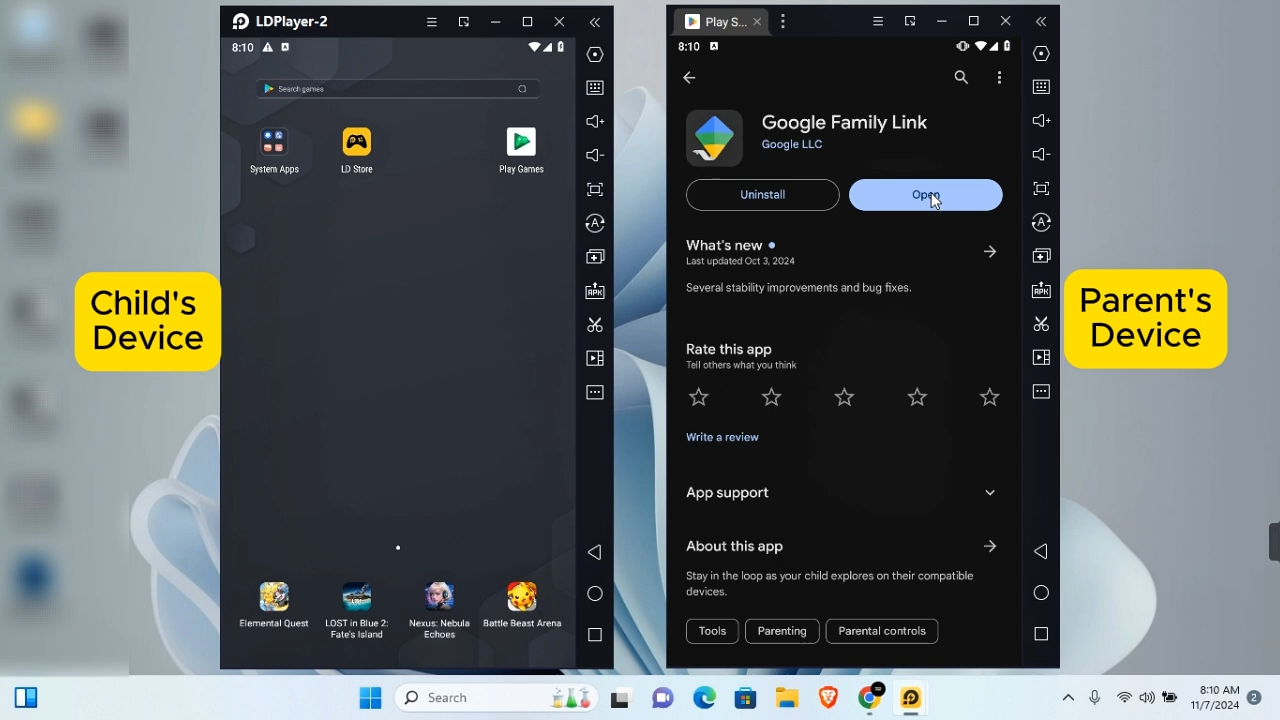 LDPlayer-2
8:10
Search games
System Apps
LD Store
Play Games
Elemental Quest
LOST in Blue 2:
Fate's Island
Nexus: Nebula
Echoes
Battle Beast Arena
APK
Child's
Device
Play S...
8:10
Google Family Link
Google LLC
Uninstall
Open
What's new
Last updated Oct 3, 2024
Several stability improvements and bug fixes.
Rate this app
Tell others what you think
Write a review
App support
About this app
Stay in the loop as your child explores on their compatible
devices.
Tools
Parenting
Parental controls
APK
Parent's
Device
Search
8:10 AM
11/7/2024
2